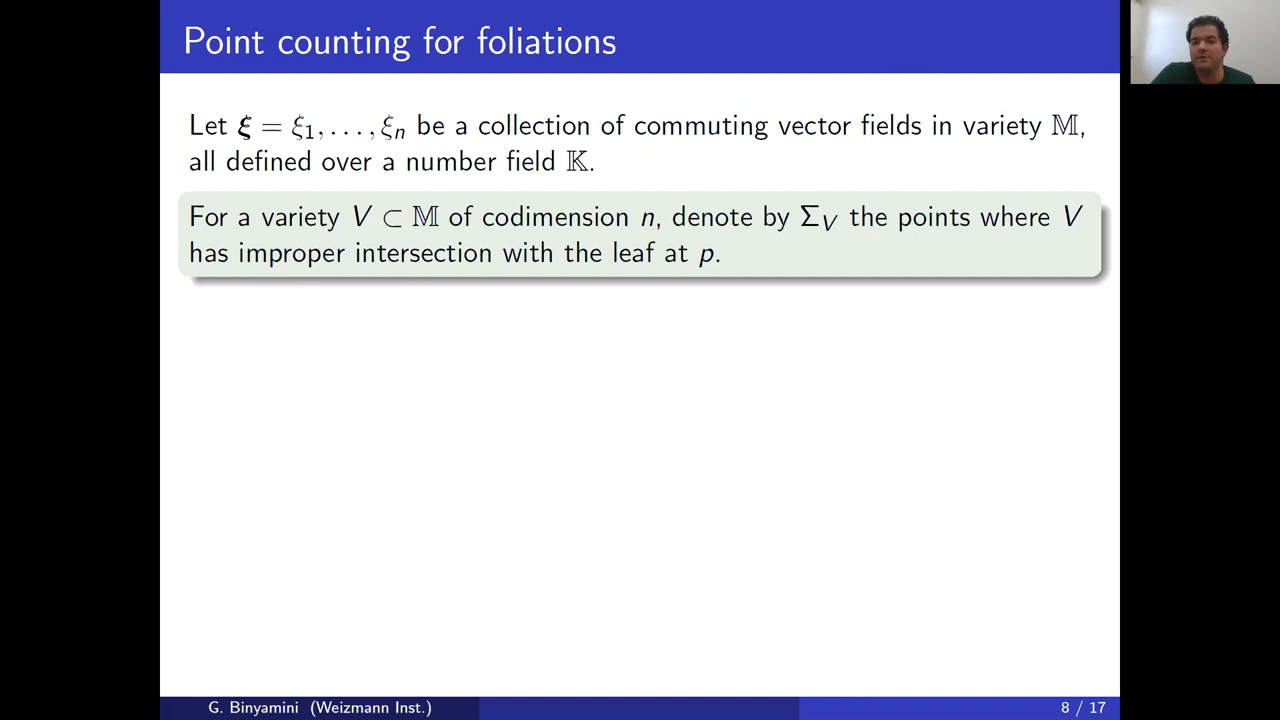 Point counting for foliations
Let ξ = ξ₁, . . . , ξₙ be a collection of commuting vector fields in variety 𝕄,
all defined over a number field 𝕂.
For a variety V ⊂ 𝕄 of codimension n, denote by Σ_V the points where V
has improper intersection with the leaf at p.
G. Binyamini (Weizmann Inst.)
8 / 17